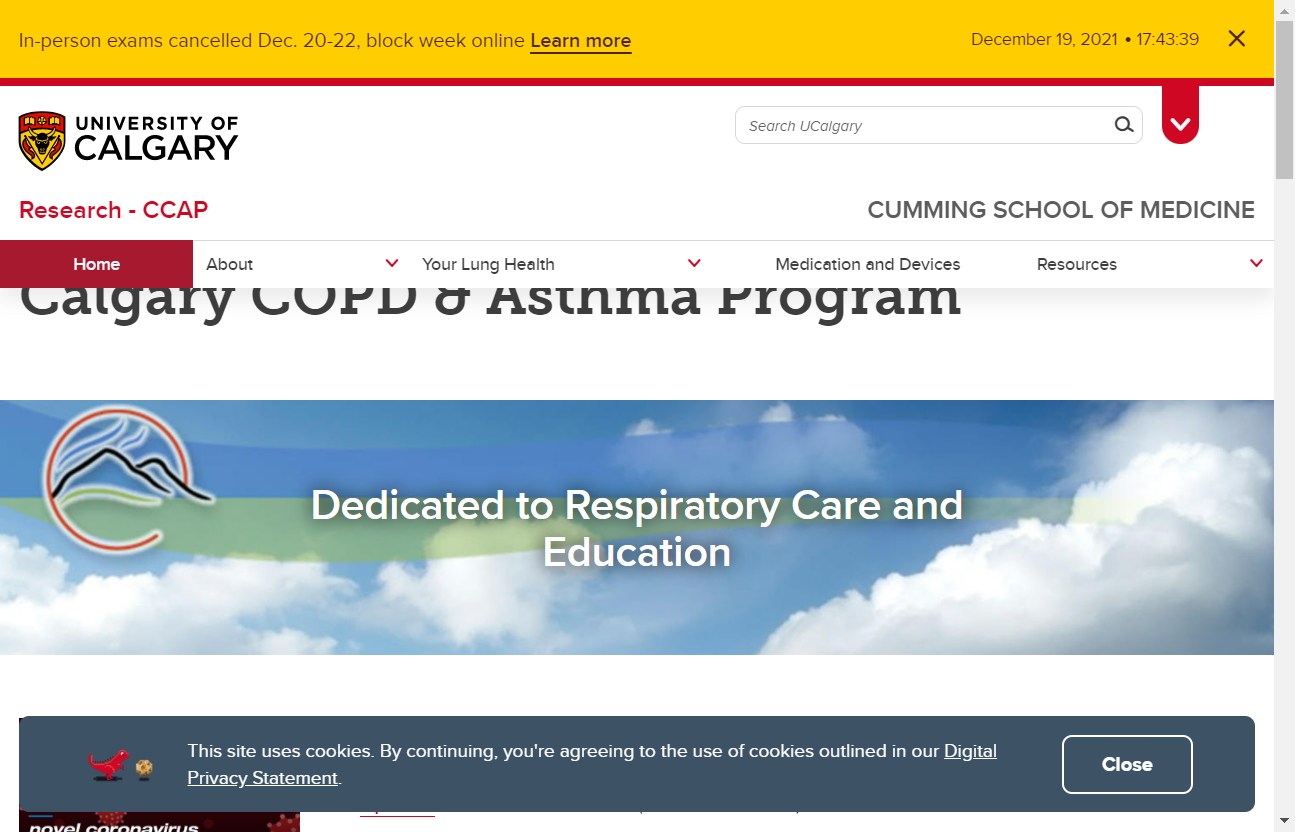 In-person exams cancelled Dec. 20-22, block week online Learn more
December 19, 2021 • 17:43:39
UNIVERSITY OF
CALGARY
Search UCalgary
Research - CCAP
CUMMING SCHOOL OF MEDICINE
Home
About
Your Lung Health
Medication and Devices
Resources
Calgary COPD & Asthma Program
Dedicated to Respiratory Care and
Education
This site uses cookies. By continuing, you're agreeing to the use of cookies outlined in our Digital
Privacy Statement.
Close
novel coronavirus